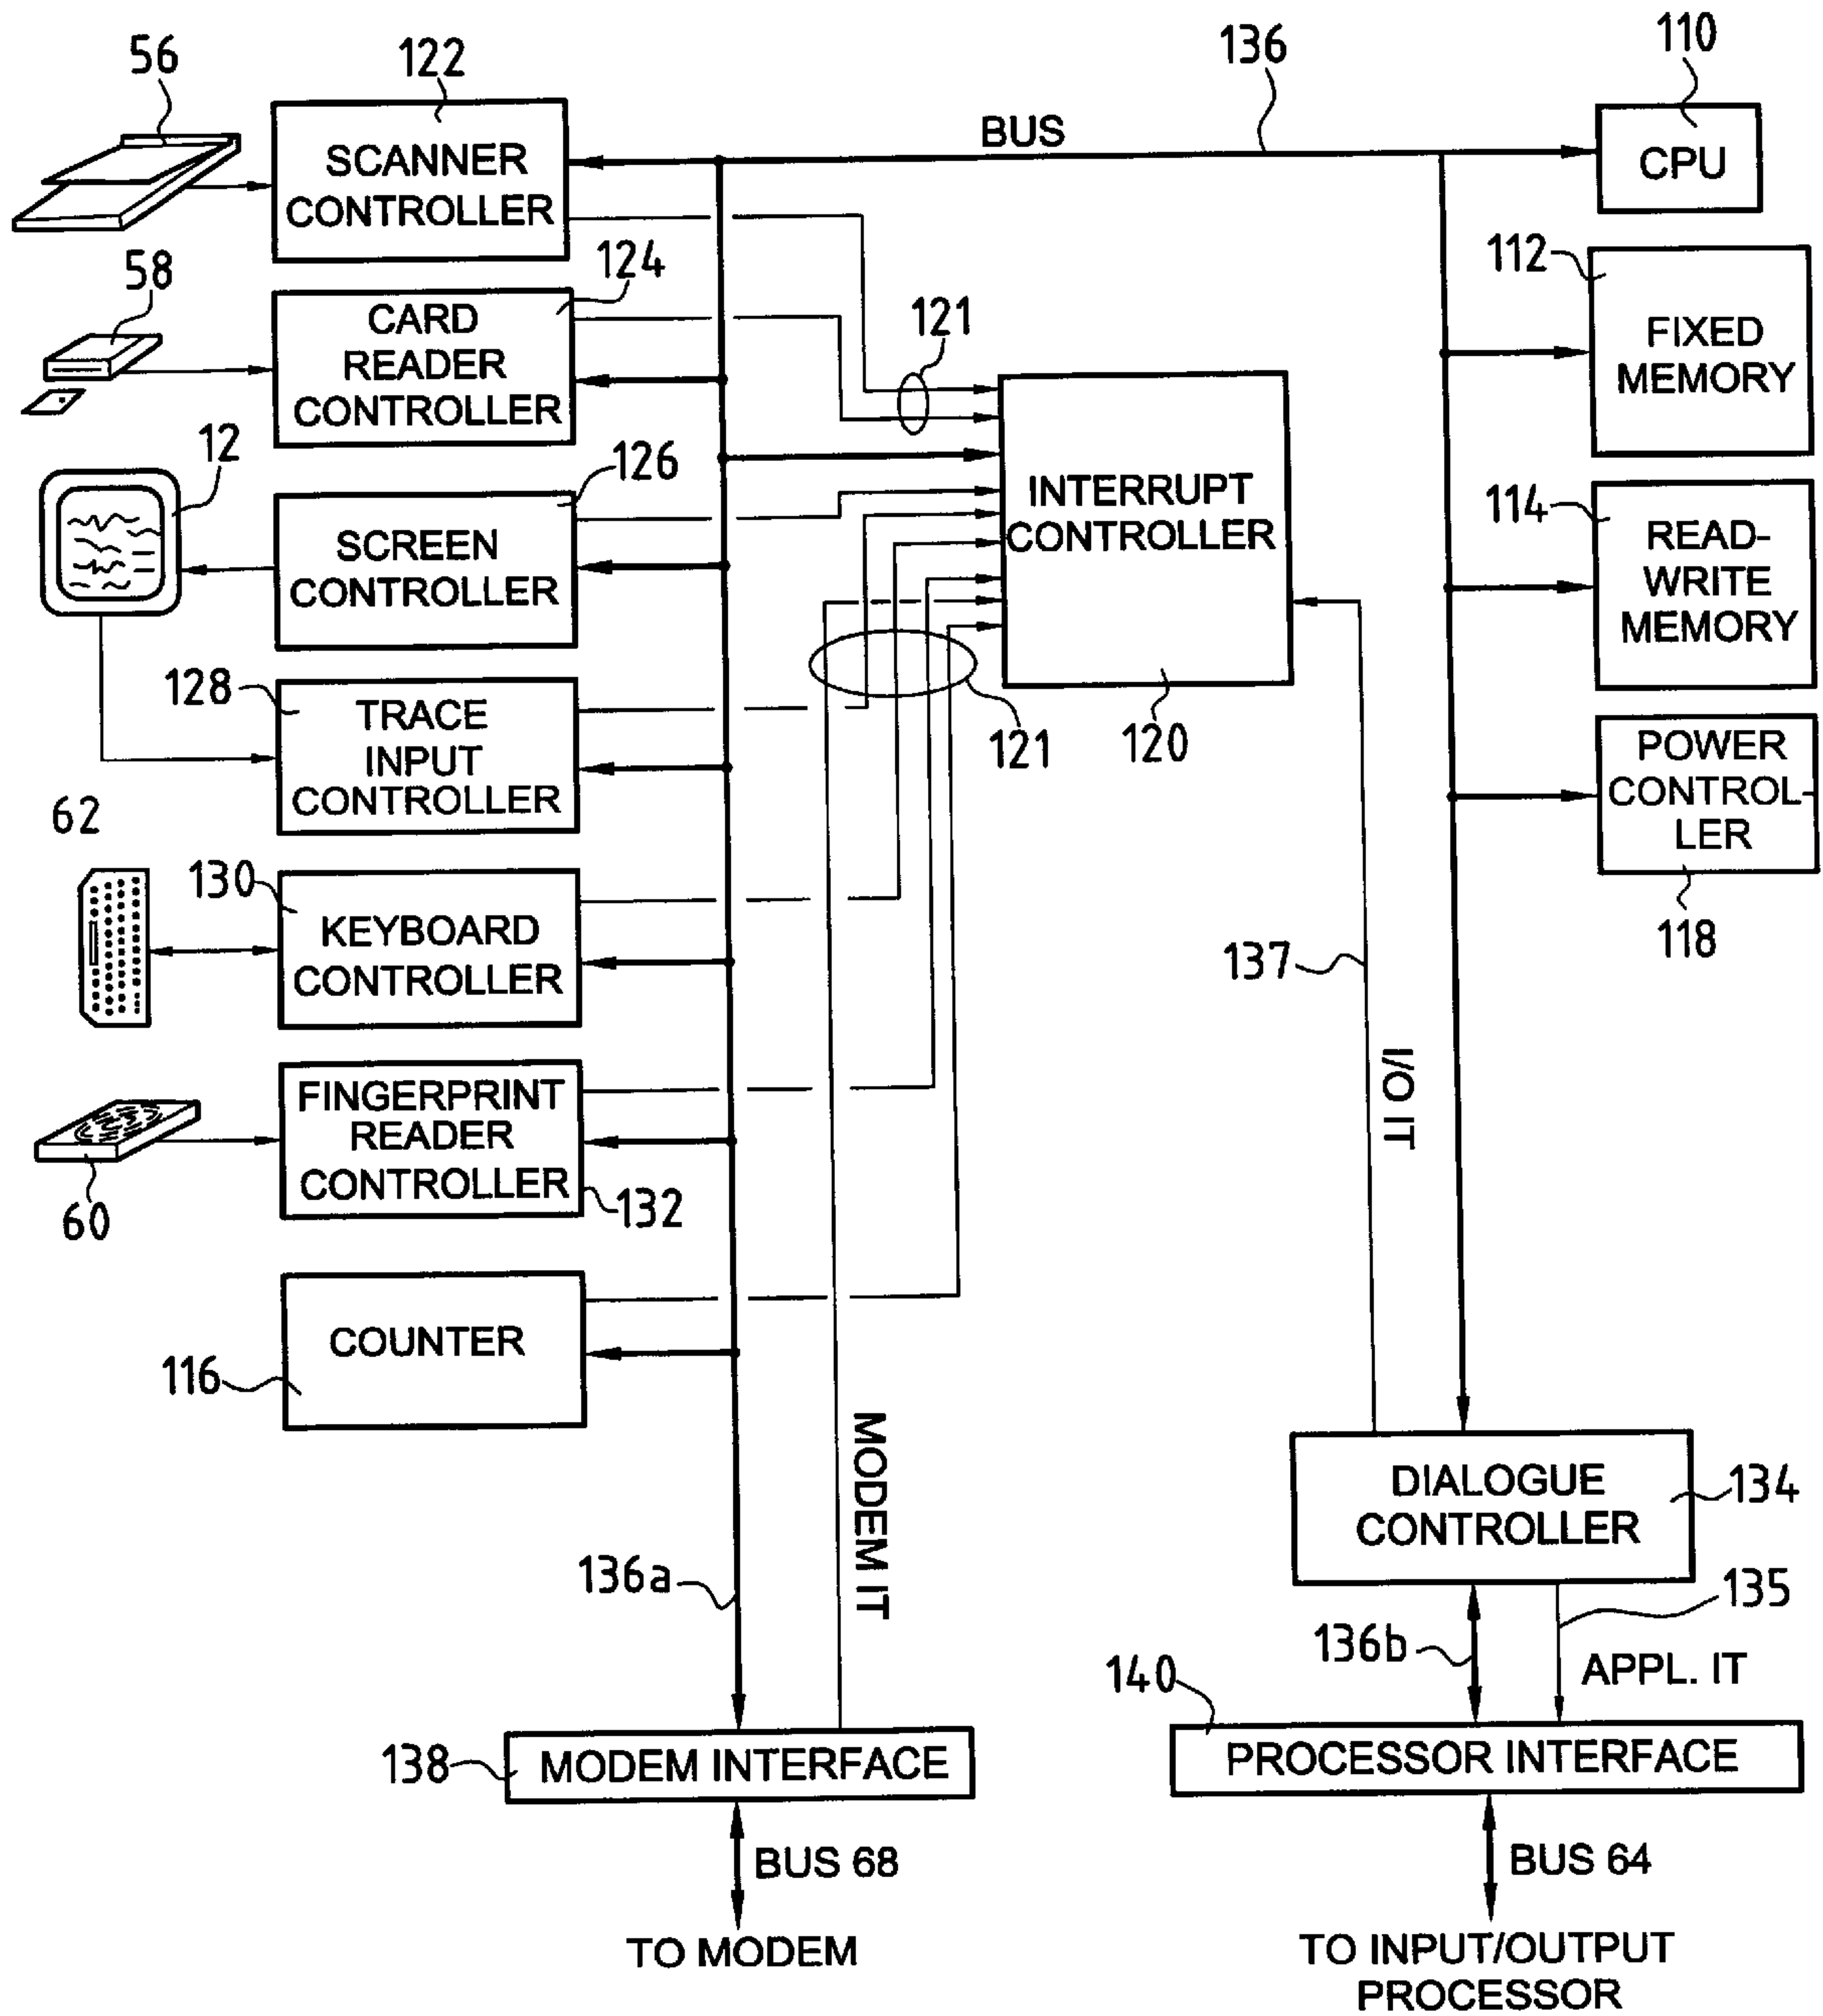 56
122
SCANNER
CONTROLLER
BUS
136
110
CPU
58
124
CARD
READER
CONTROLLER
121
112
FIXED
MEMORY
12
126
SCREEN
CONTROLLER
INTERRUPT
CONTROLLER
120
121
114
READ-
WRITE
MEMORY
128
TRACE
INPUT
CONTROLLER
POWER
CONTROL-
LER
118
62
130
KEYBOARD
CONTROLLER
137
I/O IT
FINGERPRINT
READER
CONTROLLER
132
60
COUNTER
116
MODEM IT
DIALOGUE
CONTROLLER
134
136a
136b
135
APPL. IT
138
MODEM INTERFACE
140
PROCESSOR INTERFACE
BUS 68
TO MODEM
BUS 64
TO INPUT/OUTPUT
PROCESSOR